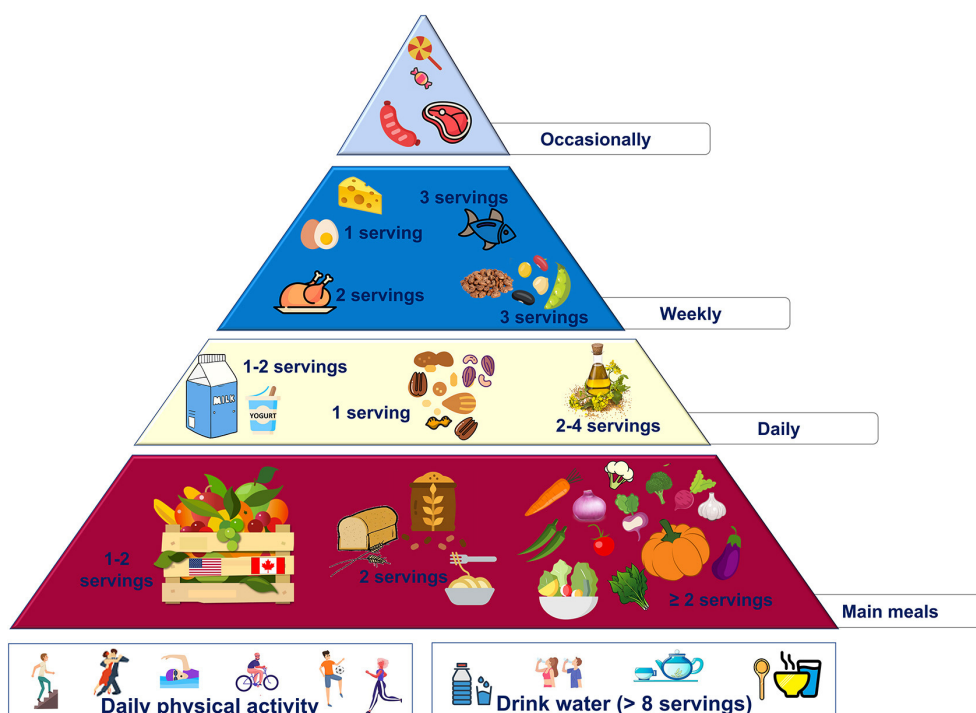 Occasionally
3 servings
1 serving
2 servings
3 servings
Weekly
1-2 servings
MILK
YOGURT
1 serving
2-4 servings
Daily
1-2
servings
2 servings
≥ 2 servings
Main meals
Daily physical activity
Drink water (> 8 servings)